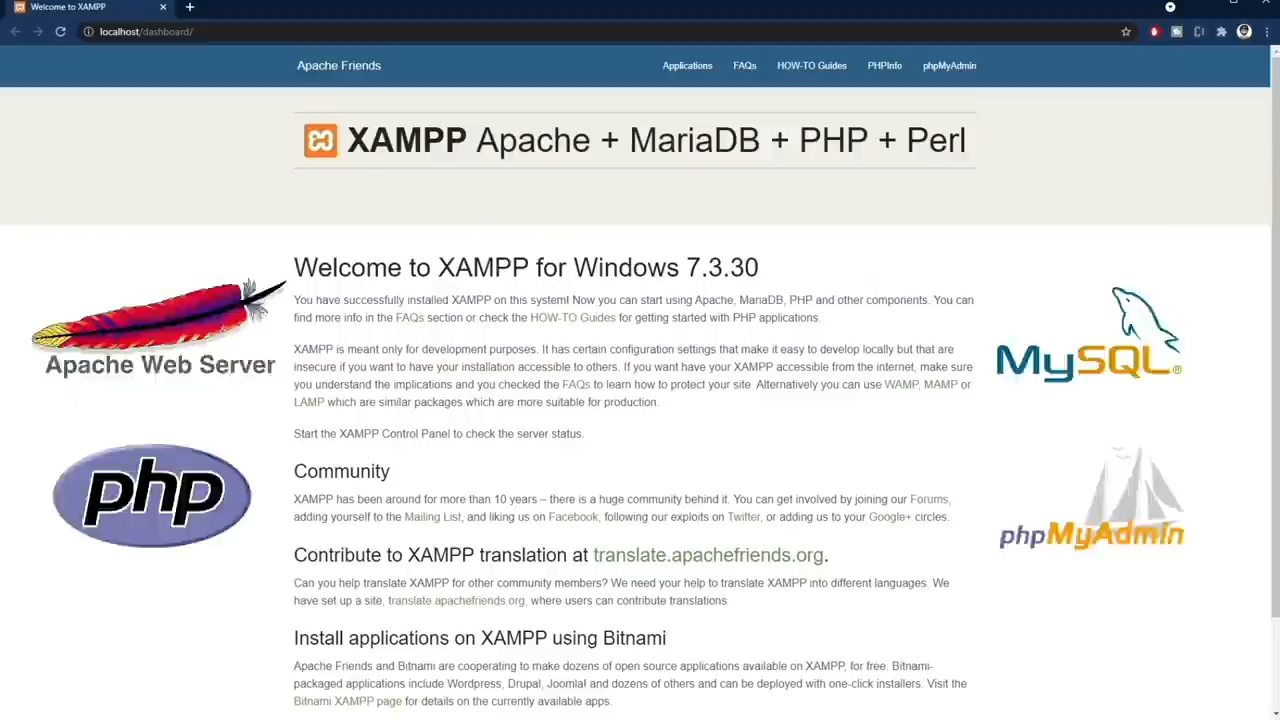 Welcome to XAMPP
localhost/dashboard/
Apache Friends
Applications FAQs HOW-TO Guides PHPInfo phpMyAdmin
XAMPP Apache + MariaDB + PHP + Perl
Welcome to XAMPP for Windows 7.3.30
You have successfully installed XAMPP on this system! Now you can start using Apache, MariaDB, PHP and other components. You can
find more info in the FAQs section or check the HOW-TO Guides for getting started with PHP applications.
XAMPP is meant only for development purposes. It has certain configuration settings that make it easy to develop locally but that are
insecure if you want to have your installation accessible to others. If you want have your XAMPP accessible from the internet, make sure
you understand the implications and you checked the FAQs to learn how to protect your site. Alternatively you can use WAMP, MAMP or
LAMP which are similar packages which are more suitable for production.
Start the XAMPP Control Panel to check the server status.
Community
XAMPP has been around for more than 10 years – there is a huge community behind it. You can get involved by joining our Forums,
adding yourself to the Mailing List, and liking us on Facebook, following our exploits on Twitter, or adding us to your Google+ circles.
Contribute to XAMPP translation at translate.apachefriends.org.
Can you help translate XAMPP for other community members? We need your help to translate XAMPP into different languages. We
have set up a site, translate.apachefriends.org, where users can contribute translations.
Install applications on XAMPP using Bitnami
Apache Friends and Bitnami are cooperating to make dozens of open source applications available on XAMPP, for free. Bitnami-
packaged applications include Wordpress, Drupal, Joomla! and dozens of others and can be deployed with one-click installers. Visit the
Bitnami XAMPP page for details on the currently available apps.
Apache Web Server
php
MySQL®
phpMyAdmin